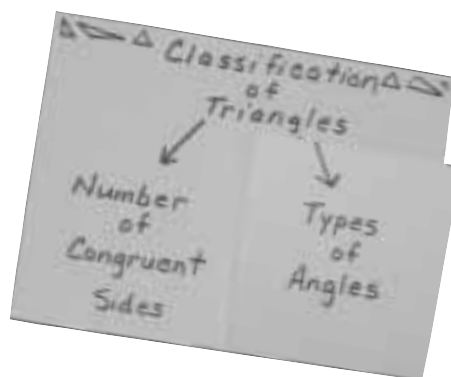 Classification
of
Triangles
Number
of
Congruent
Sides
Types
of
Angles